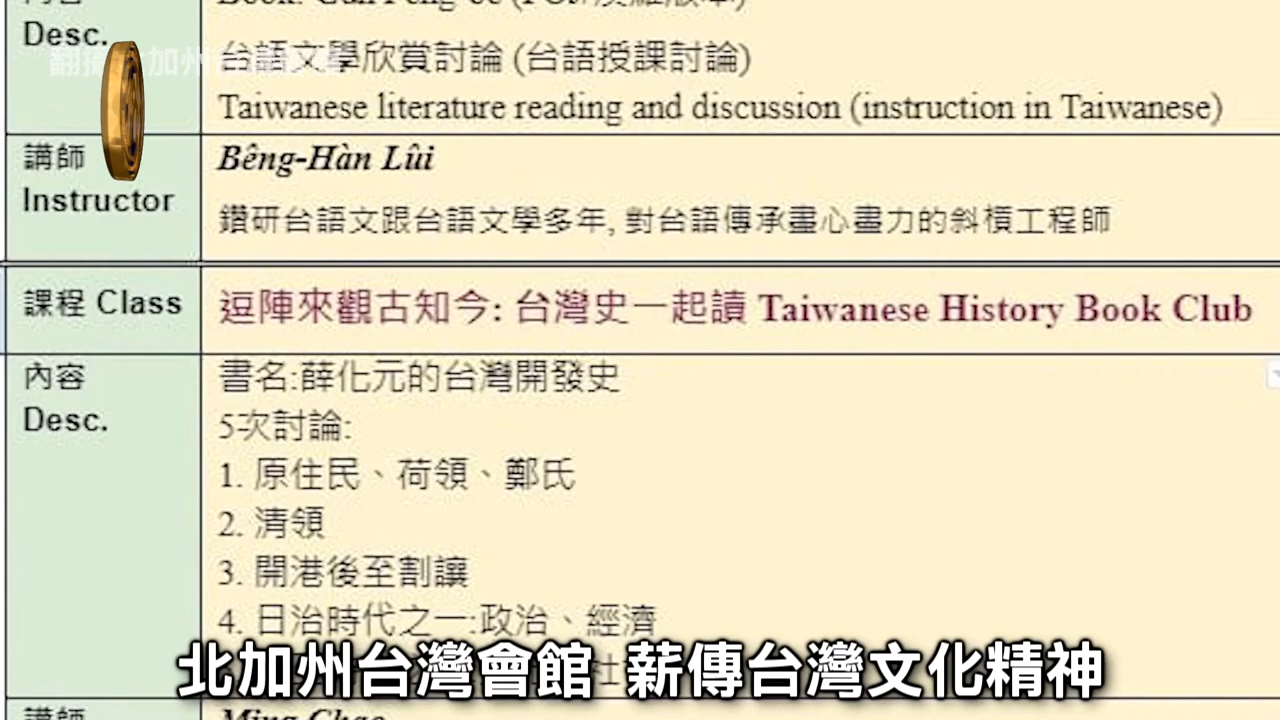 Desc.
台語文學欣賞討論 (台語授課討論)
Taiwanese literature reading and discussion (instruction in Taiwanese)
講師
Instructor
Bêng-Hàn Lûi
鑽研台語文跟台語文學多年, 對台語傳承盡心盡力的斜槓工程師
課程 Class
逗陣來觀古知今: 台灣史一起讀 Taiwanese History Book Club
內容
Desc.
書名:薛化元的台灣開發史
5次討論:
1. 原住民、荷領、鄭氏
2. 清領
3. 開港後至割讓
4. 日治時代之一:政治、經濟
北加州台灣會館 薪傳台灣文化精神